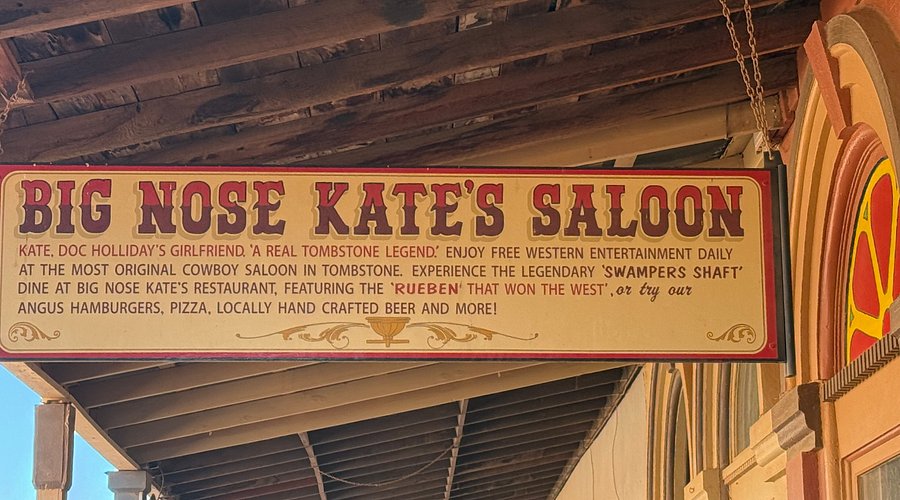 BIG NOSE KATE'S SALOON
KATE, DOC HOLLIDAY'S GIRLFRIEND. 'A REAL TOMBSTONE LEGEND.' ENJOY FREE WESTERN ENTERTAINMENT DAILY
AT THE MOST ORIGINAL COWBOY SALOON IN TOMBSTONE. EXPERIENCE THE LEGENDARY 'SWAMPERS SHAFT'
DINE AT BIG NOSE KATE'S RESTAURANT, FEATURING THE 'RUEBEN' THAT WON THE WEST', or try our
ANGUS HAMBURGERS, PIZZA, LOCALLY HAND CRAFTED BEER AND MORE!